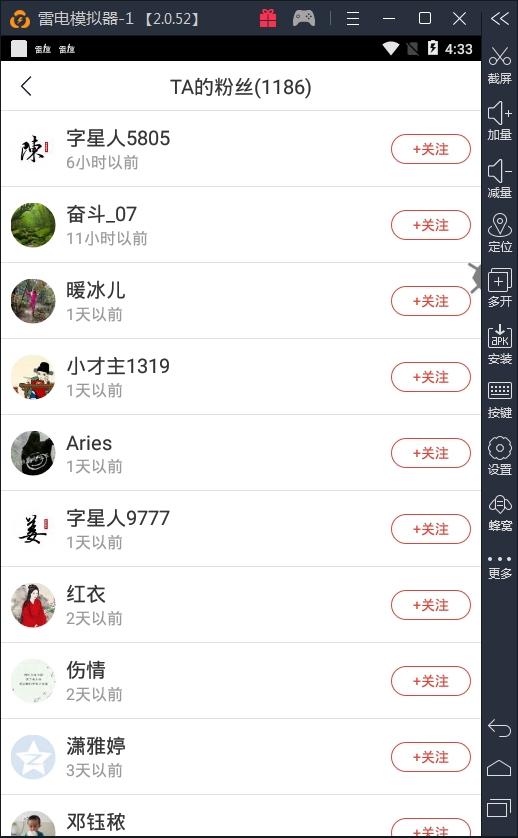 雷电模拟器-1 【2.0.52】
4:33
TA的粉丝(1186)
陳
字星人5805
6小时以前
+关注
奋斗_07
11小时以前
+关注
暖冰儿
1天以前
+关注
小才主1319
1天以前
+关注
Aries
1天以前
+关注
姜
字星人9777
1天以前
+关注
红衣
2天以前
+关注
伤情
2天以前
+关注
潇雅婷
3天以前
+关注
邓钰秾
+关注
截屏
加量
减量
定位
多开
APK
安装
按键
设置
蜂窝
更多